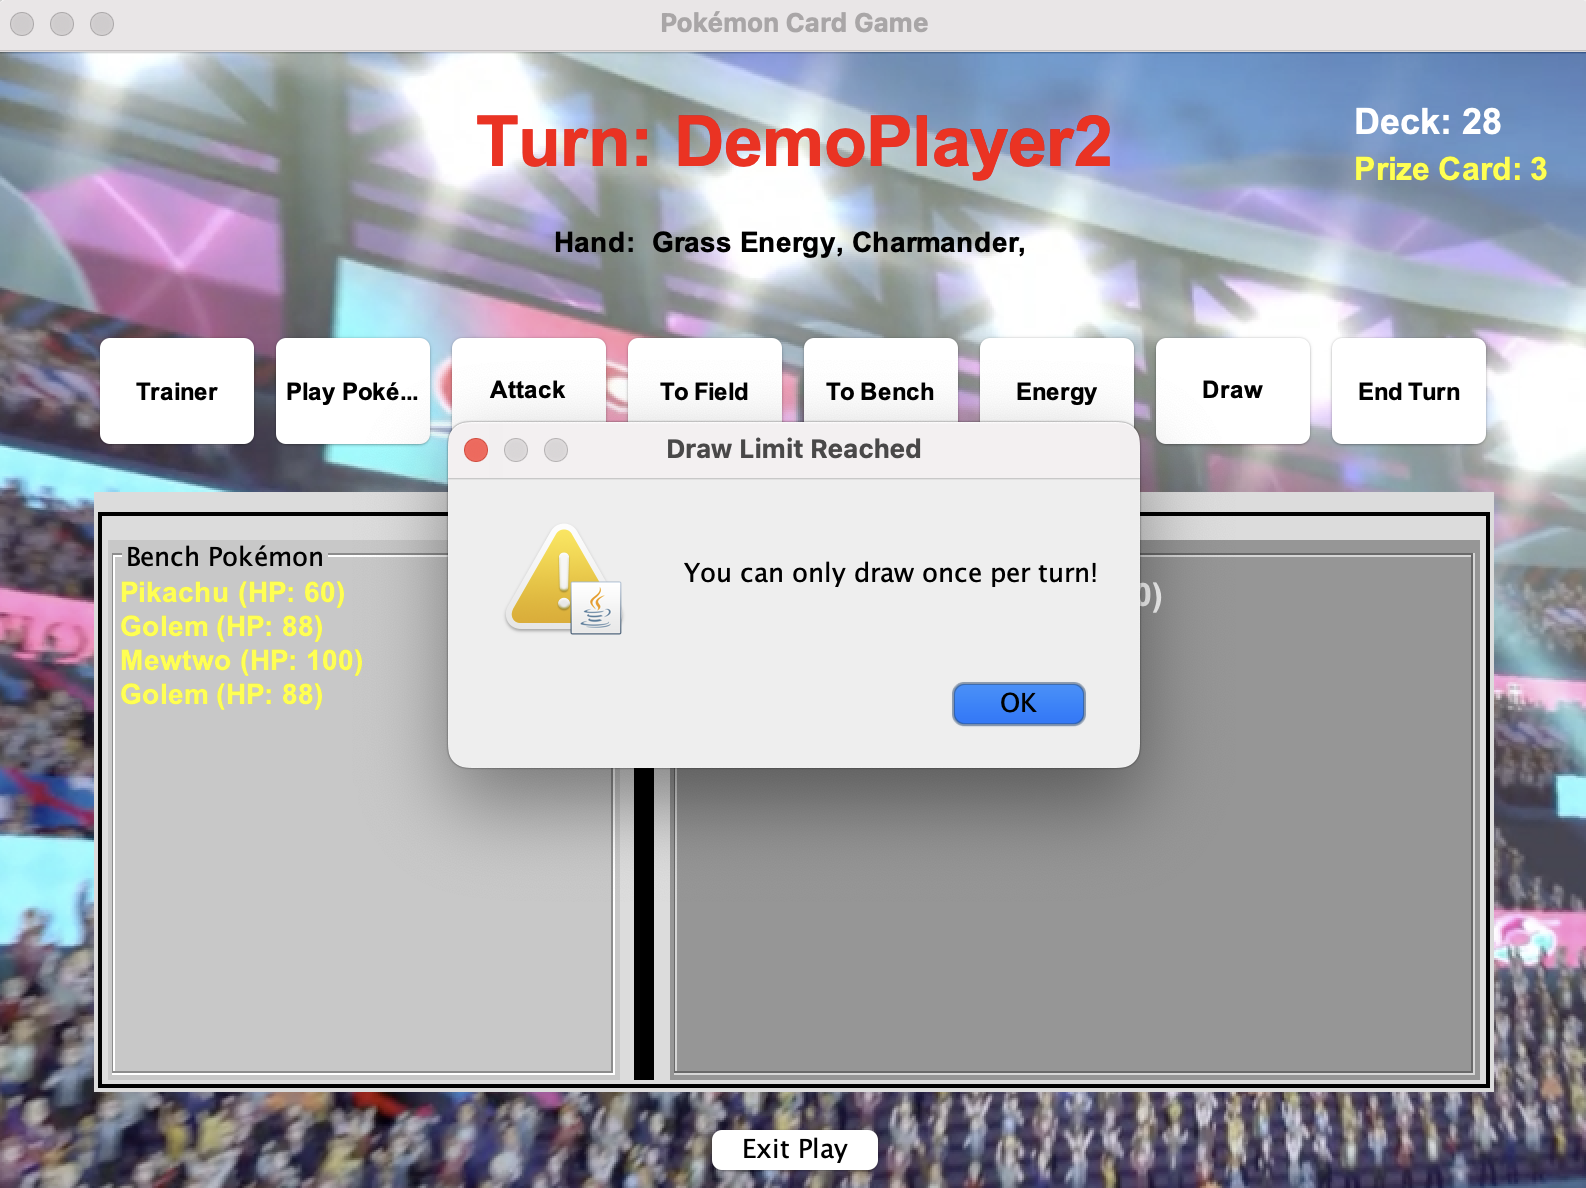 Pokémon Card Game
Turn: DemoPlayer2
Deck: 28
Prize Card: 3
Hand:  Grass Energy, Charmander,
Trainer
Play Poké...
Attack
To Field
To Bench
Energy
Draw
End Turn
Draw Limit Reached
You can only draw once per turn!
OK
Bench Pokémon
Pikachu (HP: 60)
Golem (HP: 88)
Mewtwo (HP: 100)
Golem (HP: 88)
0)
Exit Play